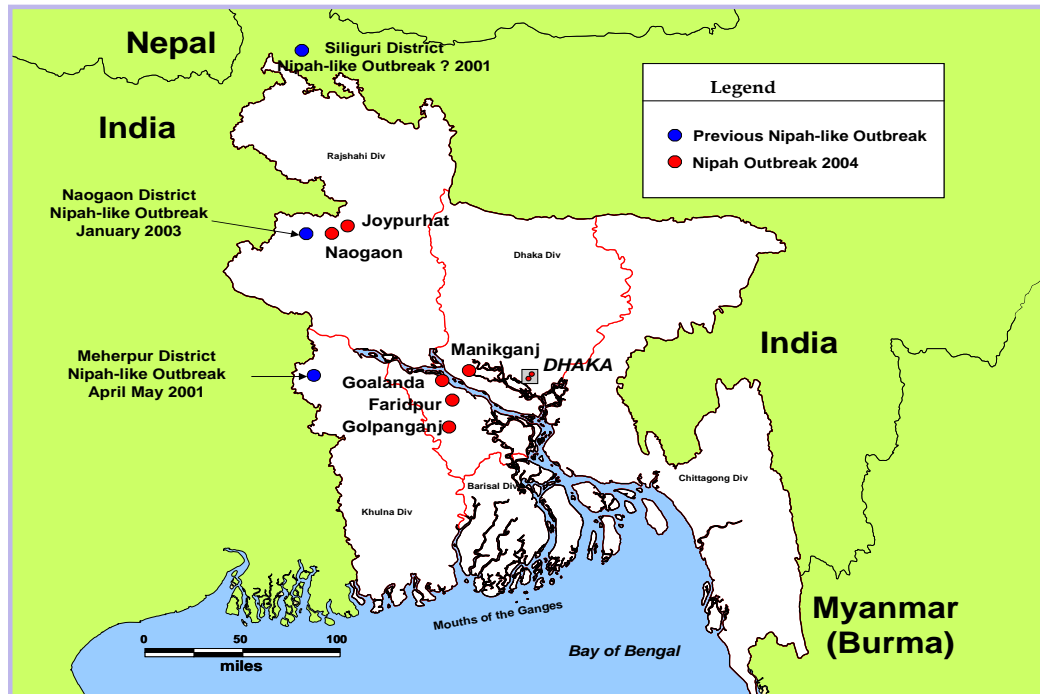 Nepal
Siliguri District
Nipah-like Outbreak ? 2001
Legend
Previous Nipah-like Outbreak
Nipah Outbreak 2004
India
Rajshahi Div
Naogaon District
Nipah-like Outbreak
January 2003
Joypurhat
Naogaon
Dhaka Div
India
Manikganj
DHAKA
Meherpur District
Nipah-like Outbreak
April May 2001
Goalanda
Faridpur
Golpanganj
Barisal Div
Chittagong Div
Khulna Div
Mouths of the Ganges
Myanmar
(Burma)
0 50 100
miles
Bay of Bengal